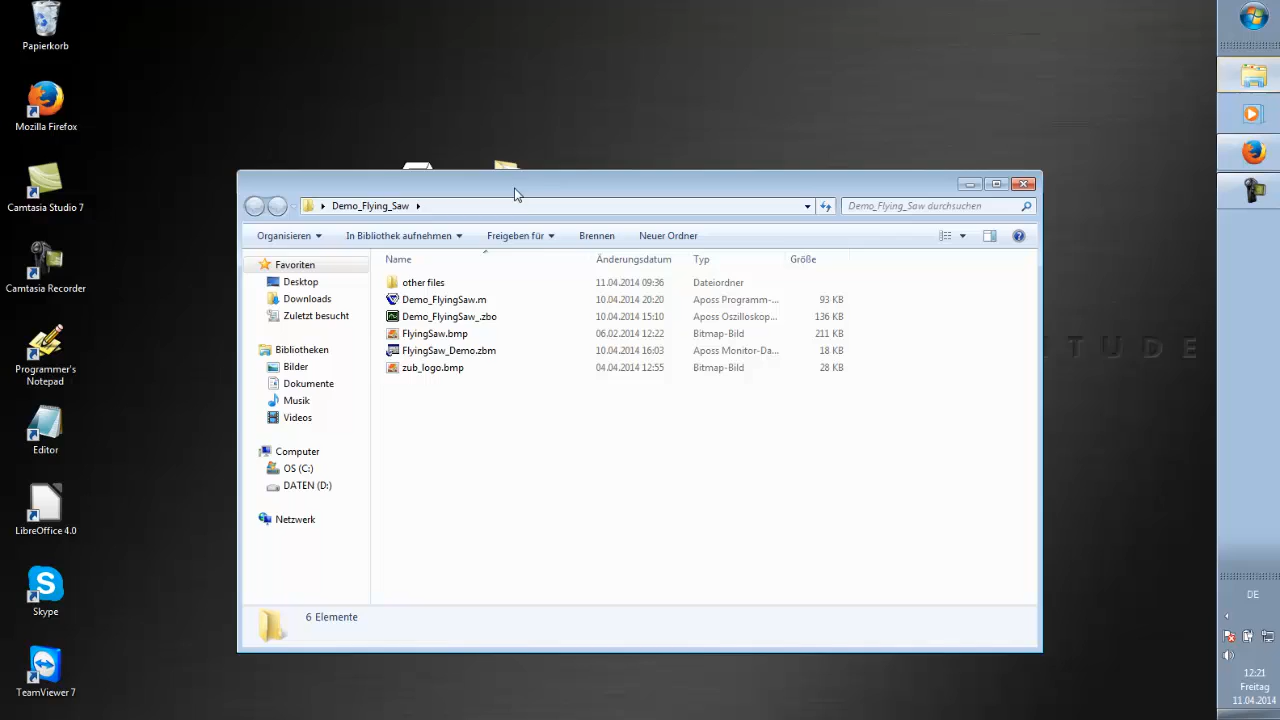 Papierkorb
Mozilla Firefox
Camtasia Studio 7
Camtasia Recorder
Programmer's
Notepad
Editor
LibreOffice 4.0
S
Skype
TeamViewer 7
Demo_Flying_Saw
Demo_Flying_Saw durchsuchen
Organisieren
In Bibliothek aufnehmen
Freigeben für
Brennen
Neuer Ordner
Favoriten
Desktop
Downloads
Zuletzt besucht
Bibliotheken
Bilder
Dokumente
Musik
Videos
Computer
OS (C:)
DATEN (D:)
Netzwerk
Name Änderungsdatum Typ Größe
other files 11.04.2014 09:36 Dateiordner
Demo_FlyingSaw.m 10.04.2014 20:20 Aposs Programm-... 93 KB
Demo_FlyingSaw_.zbo 10.04.2014 15:10 Aposs Oszilloskop... 136 KB
FlyingSaw.bmp 06.02.2014 12:22 Bitmap-Bild 211 KB
FlyingSaw_Demo.zbm 10.04.2014 16:03 Aposs Monitor-Da... 18 KB
zub_logo.bmp 04.04.2014 12:55 Bitmap-Bild 28 KB
6 Elemente
TUDE
DE
12:21
Freitag
11.04.2014